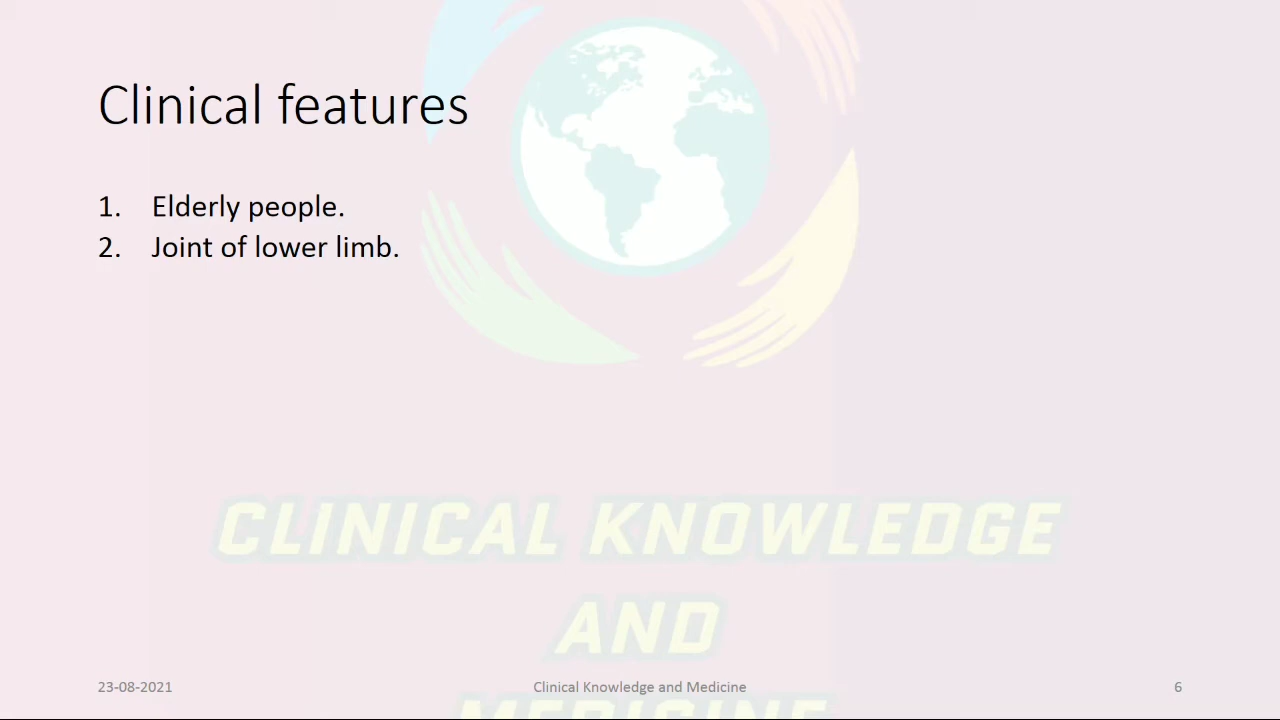 Clinical features
1. Elderly people.
2. Joint of lower limb.
CLINICAL KNOWLEDGE
AND
MEDICINE
23-08-2021 Clinical Knowledge and Medicine 6